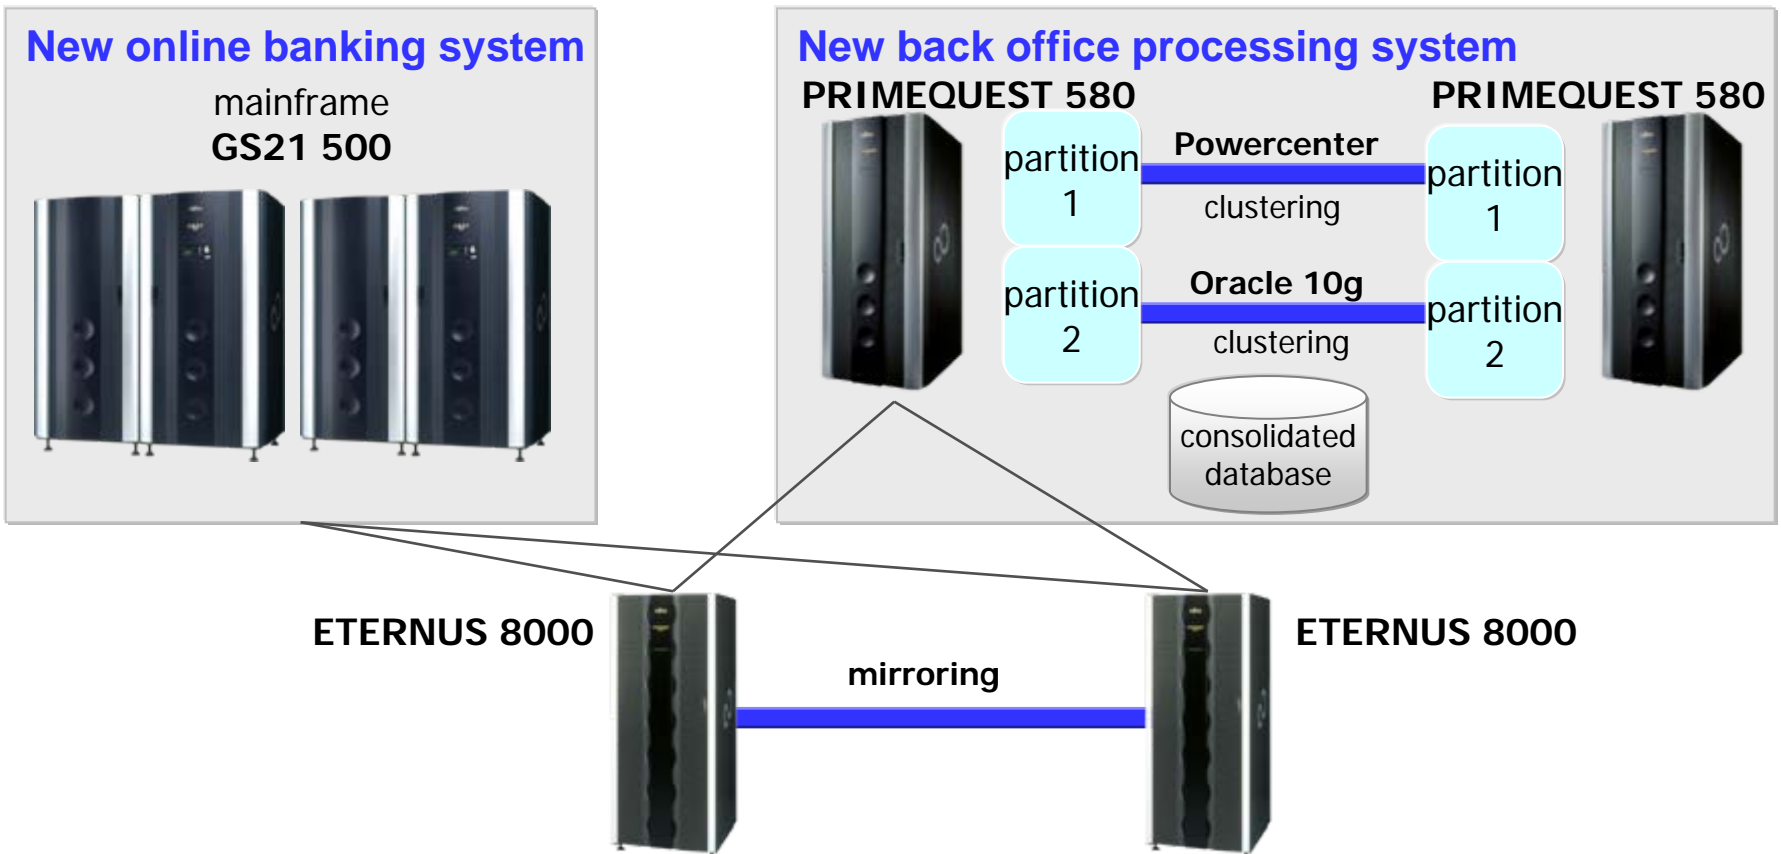 New online banking system
mainframe
GS21 500
New back office processing system
PRIMEQUEST 580
PRIMEQUEST 580
partition
1
Powercenter
clustering
partition
1
partition
2
Oracle 10g
clustering
partition
2
consolidated
database
ETERNUS 8000
mirroring
ETERNUS 8000